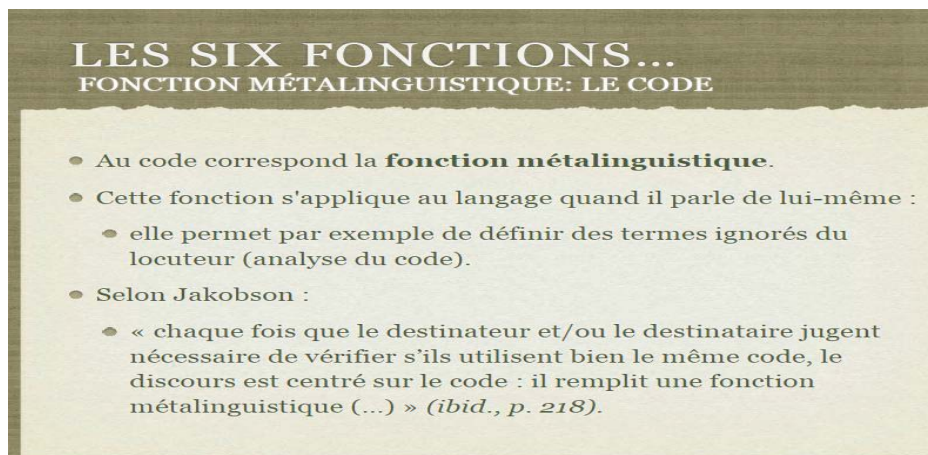 LES SIX FONCTIONS...
FONCTION MÉTALINGUISTIQUE: LE CODE
Au code correspond la fonction métalinguistique.
Cette fonction s'applique au langage quand il parle de lui-même :
elle permet par exemple de définir des termes ignorés du
locuteur (analyse du code).
Selon Jakobson :
« chaque fois que le destinateur et/ou le destinataire jugent
nécessaire de vérifier s’ils utilisent bien le même code, le
discours est centré sur le code : il remplit une fonction
métalinguistique (...) » (ibid., p. 218).